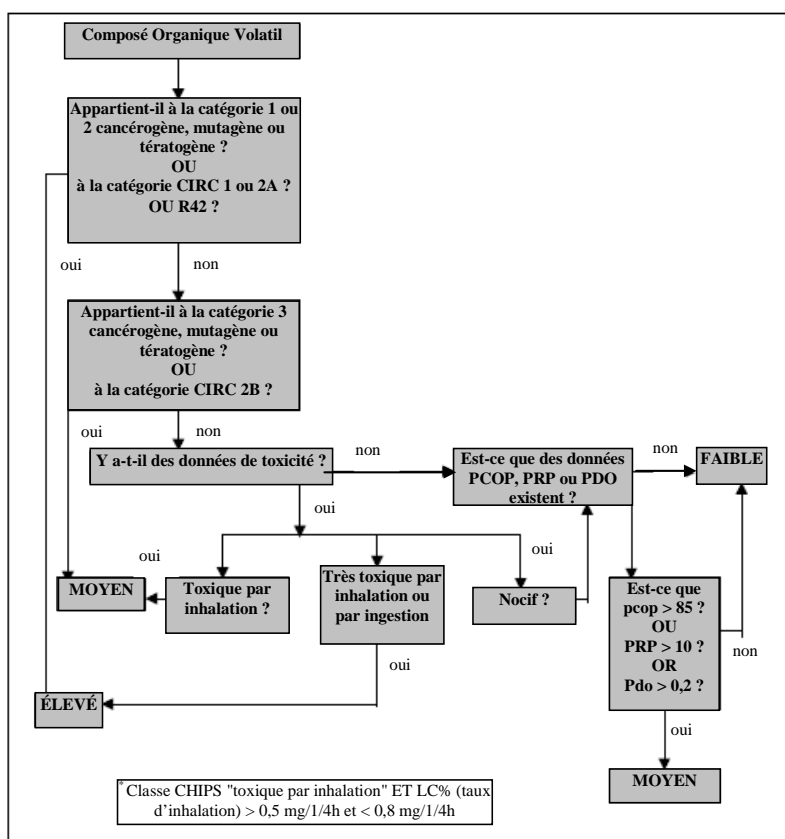 Composé Organique Volatil
Appartient-il à la catégorie 1 ou
2 cancérogène, mutagène ou
tératogène ?
OU
à la catégorie CIRC 1 ou 2A ?
OU R42 ?
oui
non
Appartient-il à la catégorie 3
cancérogène, mutagène ou
tératogène ?
OU
à la catégorie CIRC 2B ?
oui
non
Y a-t-il des données de toxicité ?
non
Est-ce que des données
PCOP, PRP ou PDO
existent ?
non
FAIBLE
oui
oui
MOYEN
Toxique par
inhalation ?
Très toxique par
inhalation ou
par ingestion
oui
Nocif ?
Est-ce que
pcop > 85 ?
OU
PRP > 10 ?
OR
Pdo > 0,2 ?
non
oui
ÉLEVÉ
oui
MOYEN
* Classe CHIPS "toxique par inhalation" ET LC% (taux
d'inhalation) > 0,5 mg/1/4h et < 0,8 mg/1/4h